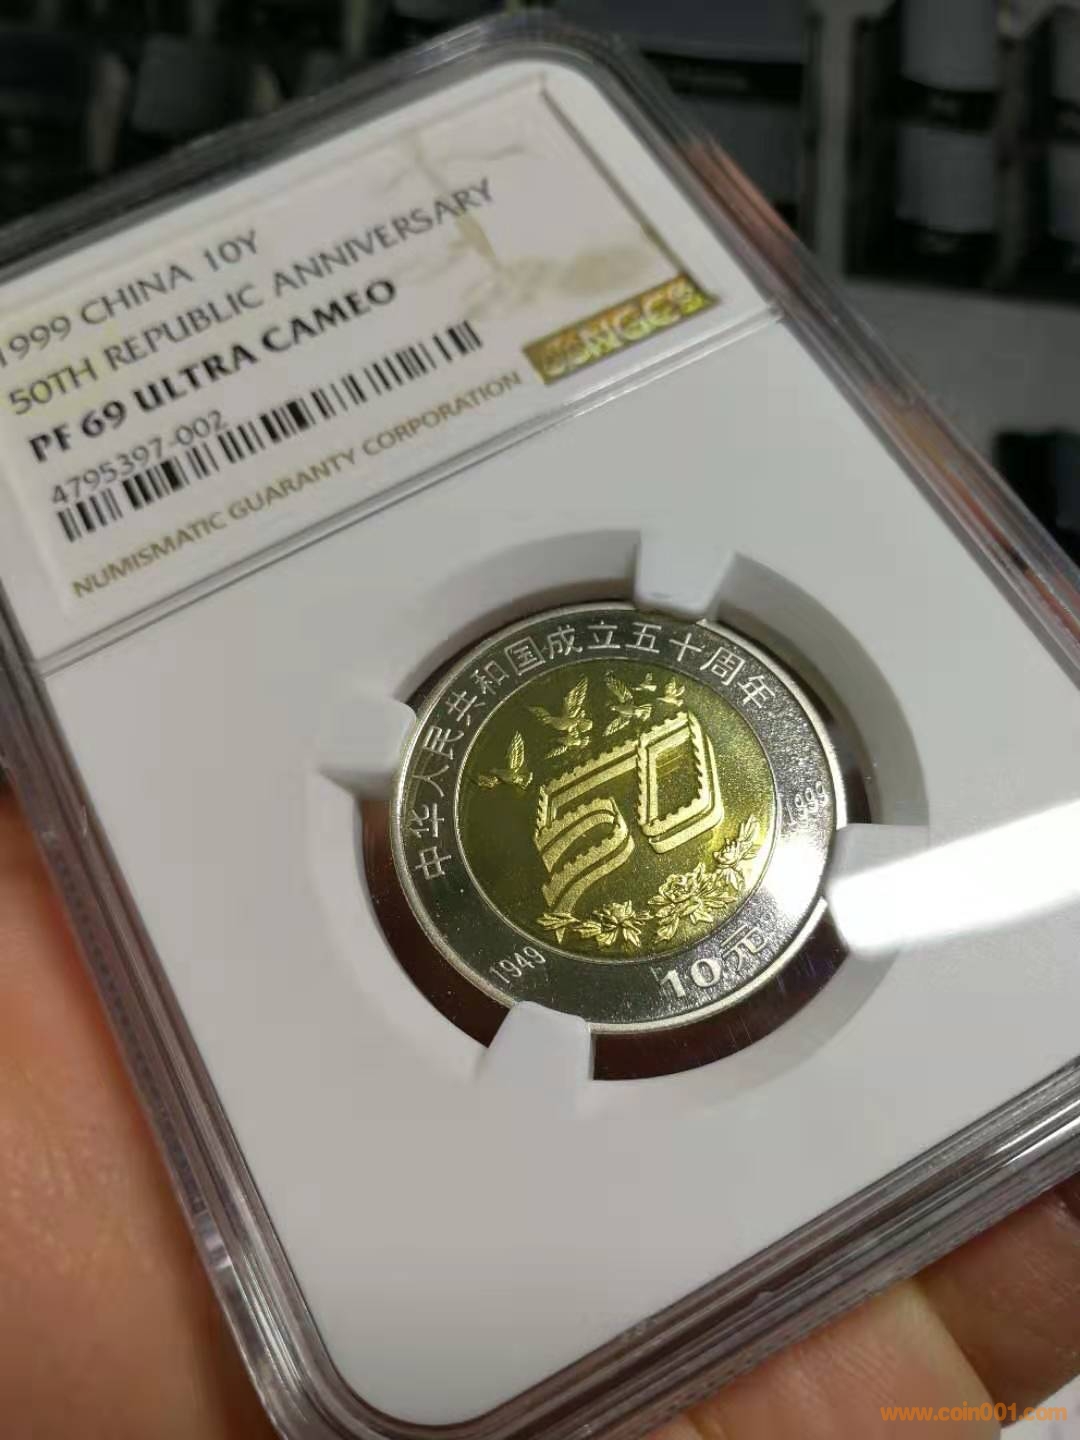 1999 CHINA 10Y
50TH REPUBLIC ANNIVERSARY
PF 69 ULTRA CAMEO
4795397-002
NUMISMATIC GUARANTY CORPORATION
NGC
中华人民共和国成立五十周年
50
1949
1999
10元
www.coin001.com